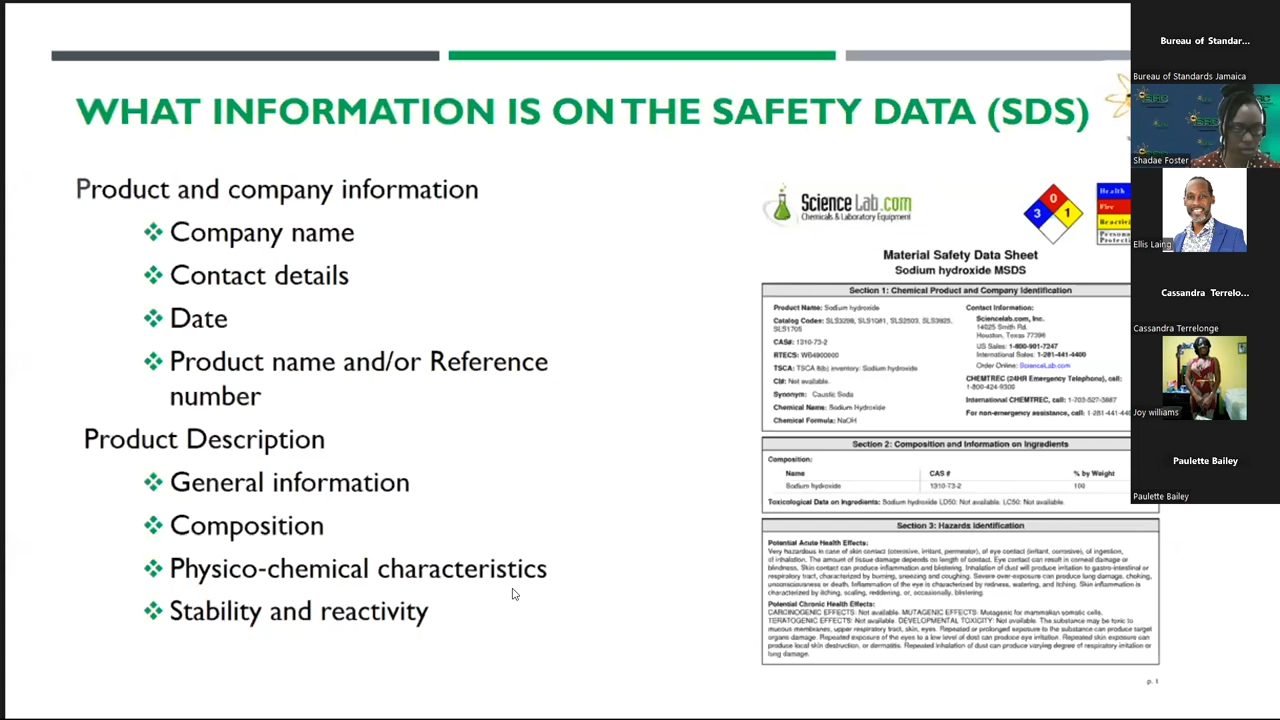 WHAT INFORMATION IS ON THE SAFETY DATA (SDS)
Product and company information
Company name
Contact details
Date
Product name and/or Reference
number
Product Description
General information
Composition
Physico-chemical characteristics
Stability and reactivity
Science Lab.com
Chemicals & Laboratory Equipment
0
3
1
Health
Fire
Material Safety Data Sheet
Sodium hydroxide MSDS
Section 1: Chemical Product and Company Identification
Product Name: Sodium hydroxide
Catalog Codes: SLS3298, SLS1081, SLS2503, SLS3925,
SLS1705
CAS#: 1310-73-2
RTECS: WB4900000
TSCA: TSCA 8(b) inventory: Sodium hydroxide
CI#: Not available.
Synonym: Caustic Soda
Chemical Name: Sodium Hydroxide
Chemical Formula: NaOH
Contact Information:
Sciencelab.com, Inc.
14025 Smith Rd.
Houston, Texas 77396
US Sales: 1-800-901-7247
International Sales: 1-281-441-4400
Order Online: ScienceLab.com
CHEMTREC (24HR Emergency Telephone), call:
1-800-424-9300
International CHEMTREC, call: 1-703-527-3887
For non-emergency assistance, call: 1-281-441-440
Section 2: Composition and Information on Ingredients
Composition:
Name CAS # % by Weight
Sodium hydroxide 1310-73-2 100
Toxicological Data on Ingredients: Sodium hydroxide LD50: Not available. LC50: Not available.
Section 3: Hazards Identification
Potential Acute Health Effects:
Very hazardous in case of skin contact (corrosive, irritant, permeator), of eye contact (irritant, corrosive), of ingestion,
of inhalation. The amount of tissue damage depends on length of contact. Eye contact can result in corneal damage or
blindness. Skin contact can produce inflammation and blistering. Inhalation of dust will produce irritation to gastro-intestinal or
respiratory tract, characterized by burning, sneezing and coughing. Severe over-exposure can produce lung damage, choking,
unconsciousness or death. Inflammation of the eye is characterized by redness, watering, and itching. Skin inflammation is
characterized by itching, scaling, reddening, or, occasionally, blistering.
Potential Chronic Health Effects:
CARCINOGENIC EFFECTS: Not available. MUTAGENIC EFFECTS: Mutagenic for mammalian somatic cells.
TERATOGENIC EFFECTS: Not available. DEVELOPMENTAL TOXICITY: Not available. The substance may be toxic to
mucous membranes, upper respiratory tract, skin, eyes. Repeated or prolonged exposure to the substance can produce target
organs damage. Repeated exposure of the eyes to a low level of dust can produce eye irritation. Repeated skin exposure can
produce local skin destruction, or dermatitis. Repeated inhalation of dust can produce varying degree of respiratory irritation or
lung damage.
p. 1
Bureau of Standar...
Bureau of Standards Jamaica
Shadae Foster
Ellis Laing
Cassandra Terrelo...
Cassandra Terrelonge
Joy williams
Paulette Bailey
Paulette Bailey